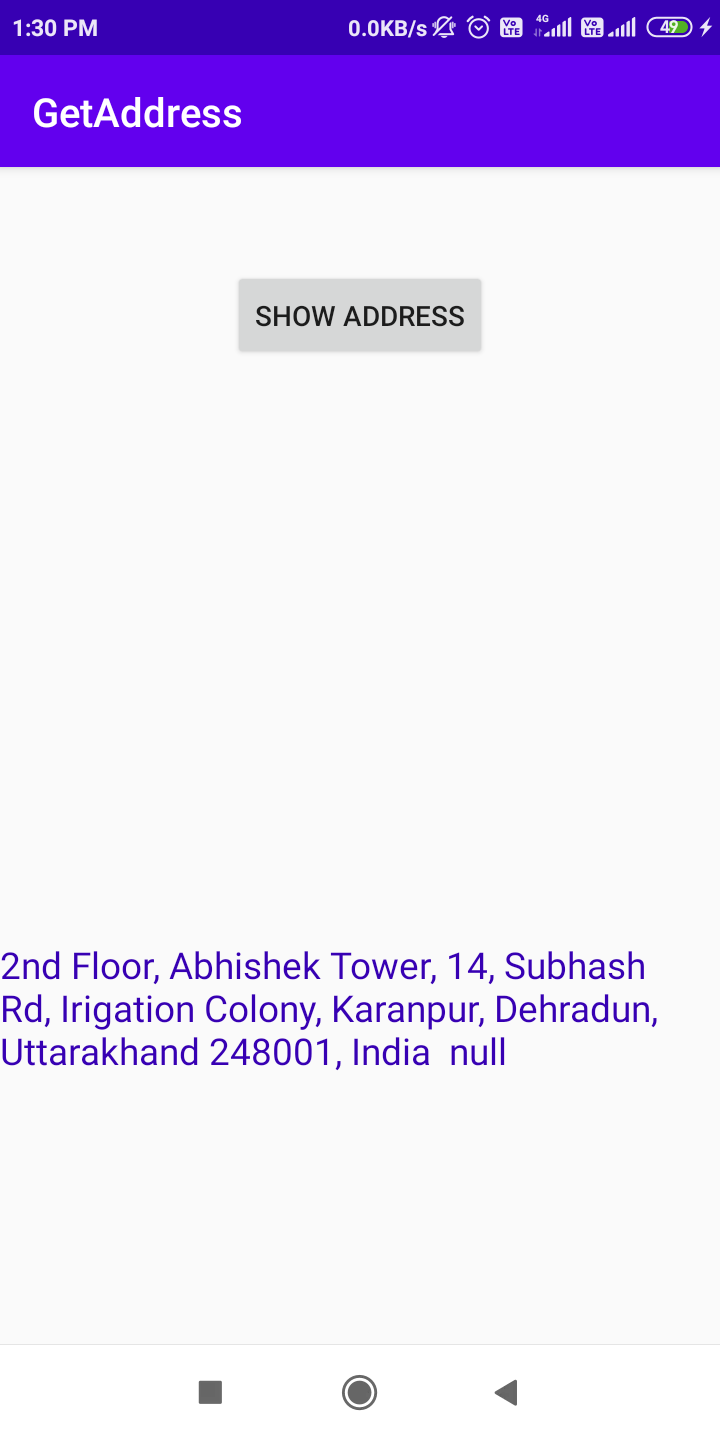 1:30 PM 0.0KB/s Vo LTE 4G Vo LTE 49
GetAddress
SHOW ADDRESS
2nd Floor, Abhishek Tower, 14, Subhash
Rd, Irigation Colony, Karanpur, Dehradun,
Uttarakhand 248001, India  null